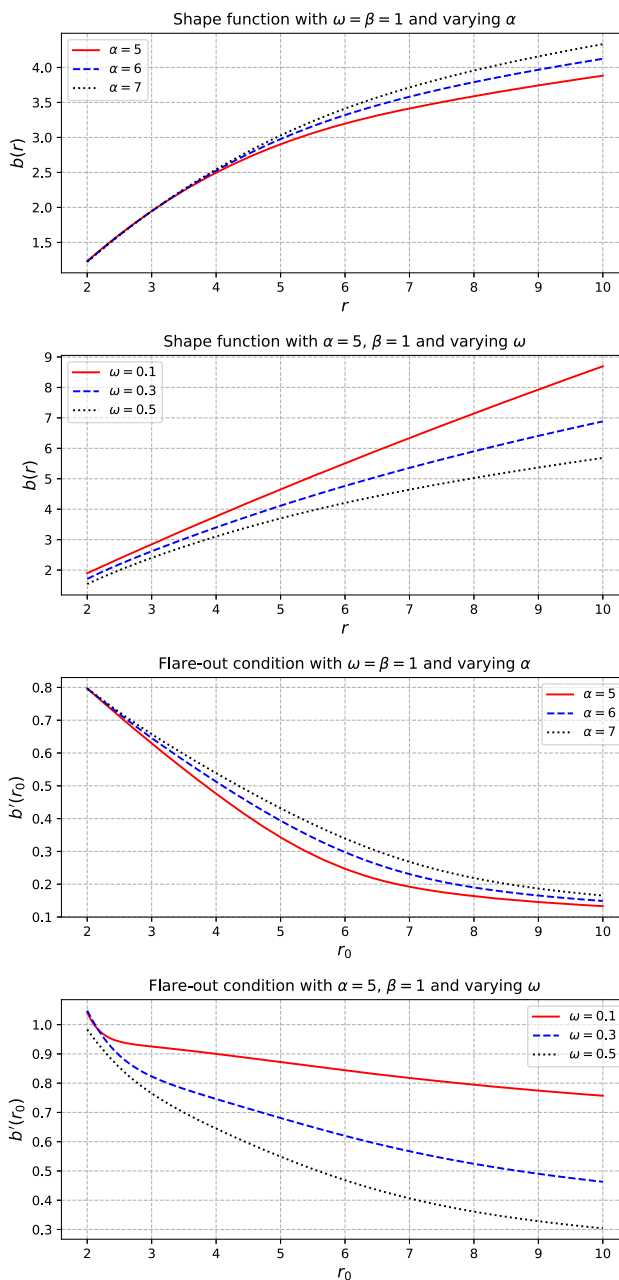 Shape function with ω = β = 1 and varying α
α = 5
α = 6
α = 7
4.0
3.5
3.0
2.5
2.0
1.5
b(r)
2 3 4 5 6 7 8 9 10
r
Shape function with α = 5, β = 1 and varying ω
ω = 0.1
ω = 0.3
ω = 0.5
9
8
7
6
5
4
3
2
b(r)
2 3 4 5 6 7 8 9 10
r
Flare-out condition with ω = β = 1 and varying α
α = 5
α = 6
α = 7
0.8
0.7
0.6
0.5
0.4
0.3
0.2
0.1
b'(r₀)
2 3 4 5 6 7 8 9 10
r₀
Flare-out condition with α = 5, β = 1 and varying ω
ω = 0.1
ω = 0.3
ω = 0.5
1.0
0.9
0.8
0.7
0.6
0.5
0.4
0.3
b'(r₀)
2 3 4 5 6 7 8 9 10
r₀